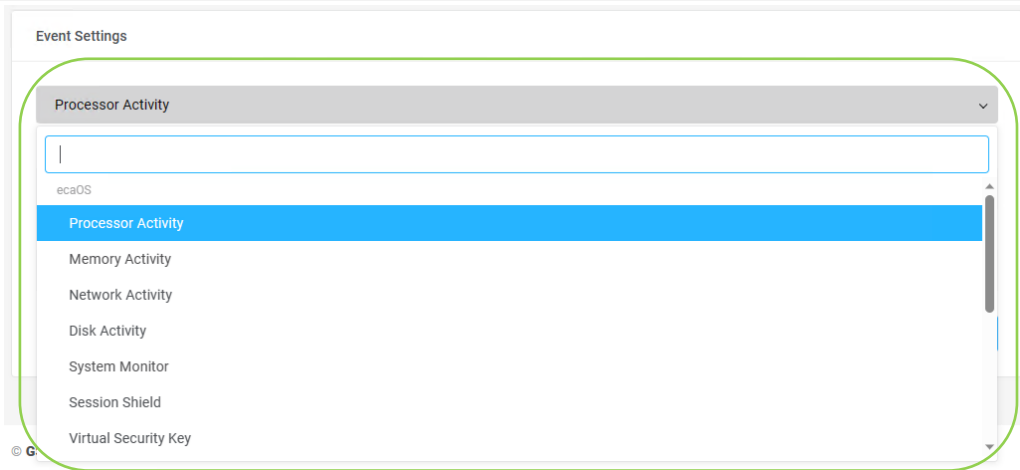 Event Settings
Processor Activity
ecaOS
Processor Activity
Memory Activity
Network Activity
Disk Activity
System Monitor
Session Shield
Virtual Security Key
© G